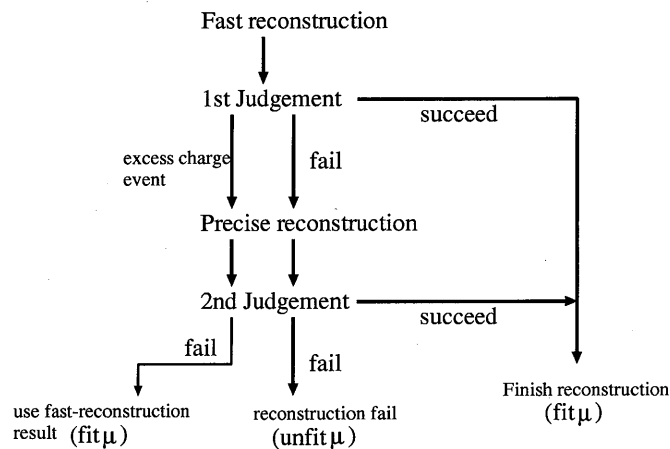 Fast reconstruction
1st Judgement
succeed
excess charge
event
fail
Precise reconstruction
2nd Judgement
succeed
fail
fail
Finish reconstruction
(fitμ)
use fast-reconstruction
result (fitμ)
reconstruction fail
(unfitμ)